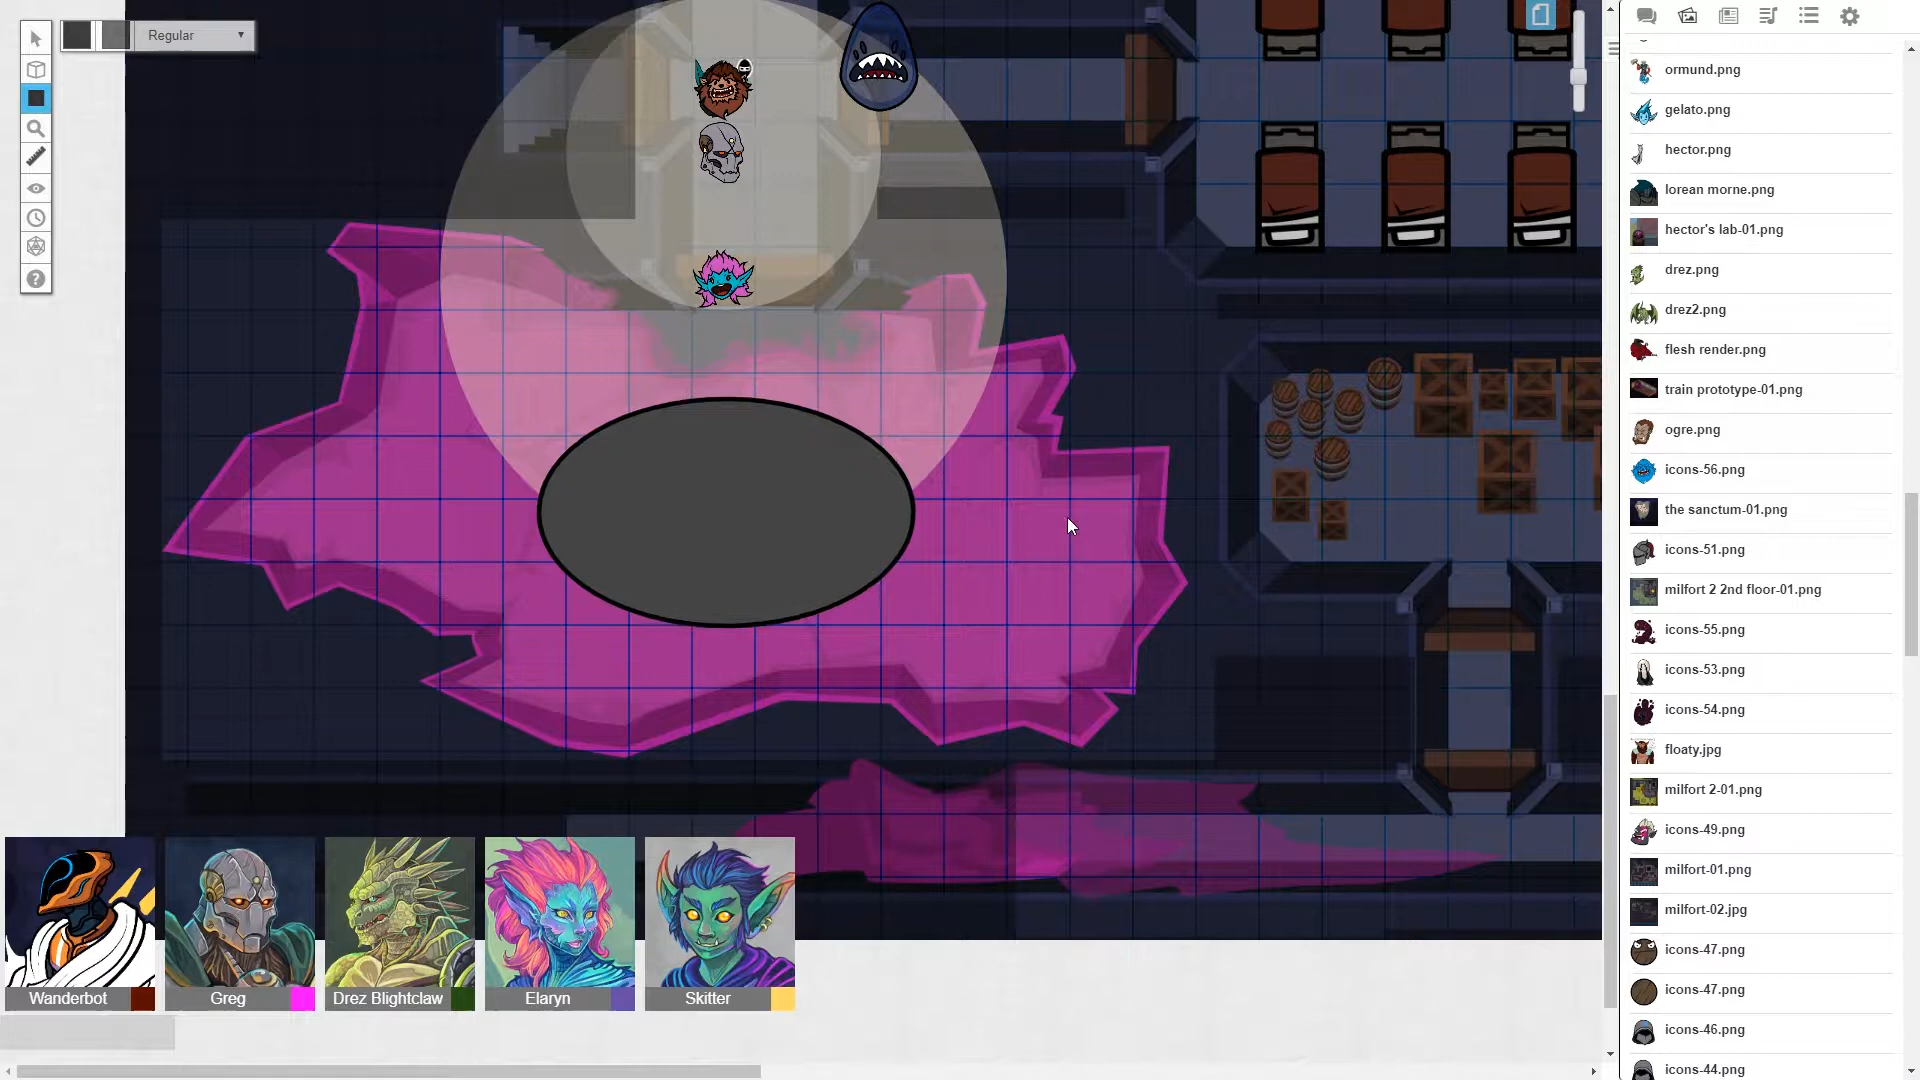 Regular
ormund.png
gelato.png
hector.png
lorean morne.png
hector's lab-01.png
drez.png
drez2.png
flesh render.png
train prototype-01.png
ogre.png
icons-56.png
the sanctum-01.png
icons-51.png
milfort 2 2nd floor-01.png
icons-55.png
icons-53.png
icons-54.png
floaty.jpg
milfort 2-01.png
icons-49.png
milfort-01.png
milfort-02.jpg
icons-47.png
icons-47.png
icons-46.png
icons-44.png
Wanderbot
Greg
Drez Blightclaw
Elaryn
Skitter